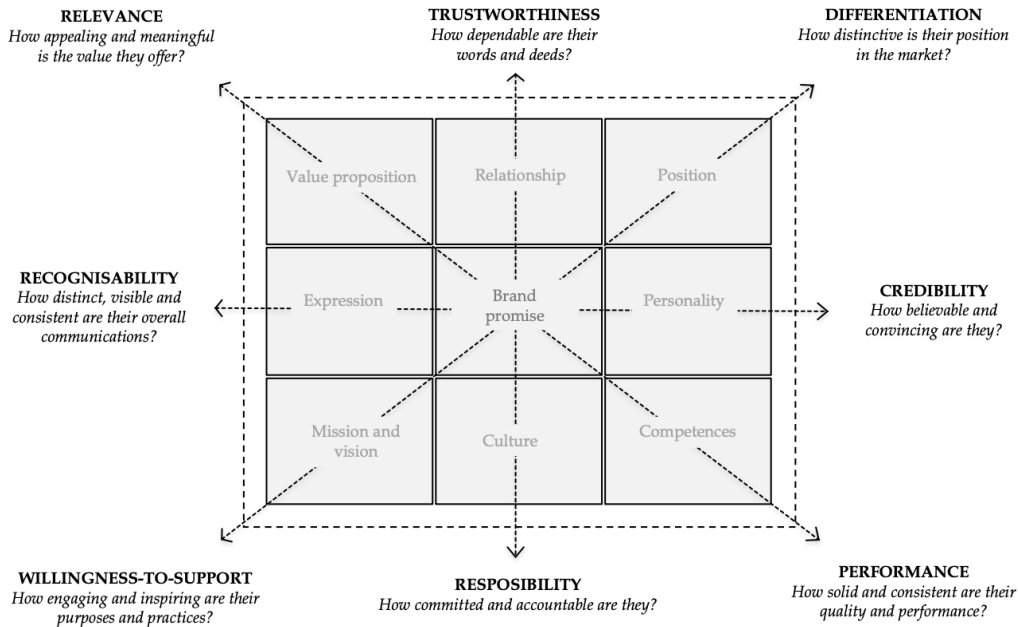 RELEVANCE
How appealing and meaningful
is the value they offer?
TRUSTWORTHINESS
How dependable are their
words and deeds?
DIFFERENTIATION
How distinctive is their position
in the market?
Value proposition
Relationship
Position
RECOGNISABILITY
How distinct, visible and
consistent are their overall
communications?
Expression
Brand
promise
Personality
CREDIBILITY
How believable and
convincing are they?
Mission and
vision
Culture
Competences
WILLINGNESS-TO-SUPPORT
How engaging and inspiring are their
purposes and practices?
RESPOSIBILITY
How committed and accountable are they?
PERFORMANCE
How solid and consistent are their
quality and performance?